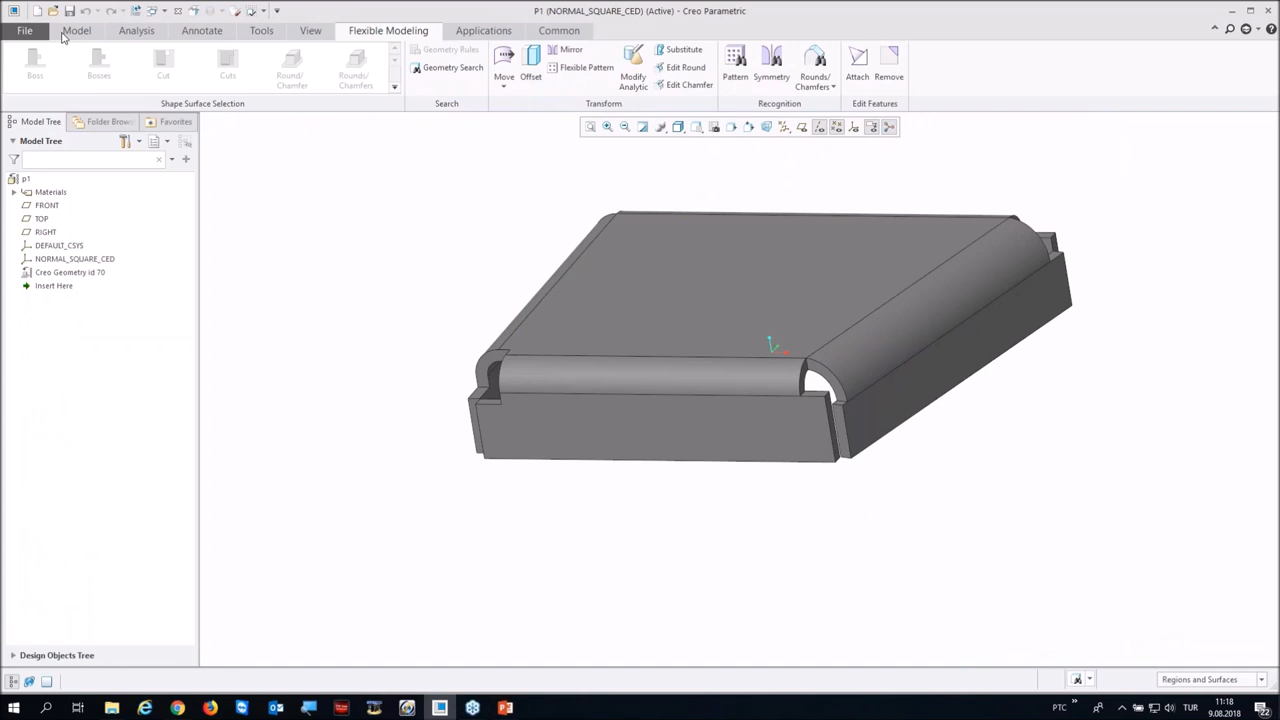 P1 (NORMAL_SQUARE_CED) (Active) - Creo Parametric
File Model Analysis Annotate Tools View Flexible Modeling Applications Common
Boss Bosses Cut Cuts Round/Chamfer Rounds/Chamfers
Shape Surface Selection
Geometry Rules
Geometry Search
Search
Move Offset
Mirror
Flexible Pattern
Modify Analytic
Substitute
Edit Round
Edit Chamfer
Transform
Pattern Symmetry Rounds/Chamfers
Recognition
Attach Remove
Edit Features
Model Tree Folder Brow Favorites
Model Tree
p1
Materials
FRONT
TOP
RIGHT
DEFAULT_CSYS
NORMAL_SQUARE_CED
Creo Geometry id 70
Insert Here
Design Objects Tree
Regions and Surfaces
PTC
TUR
11:18
9.08.2018
22